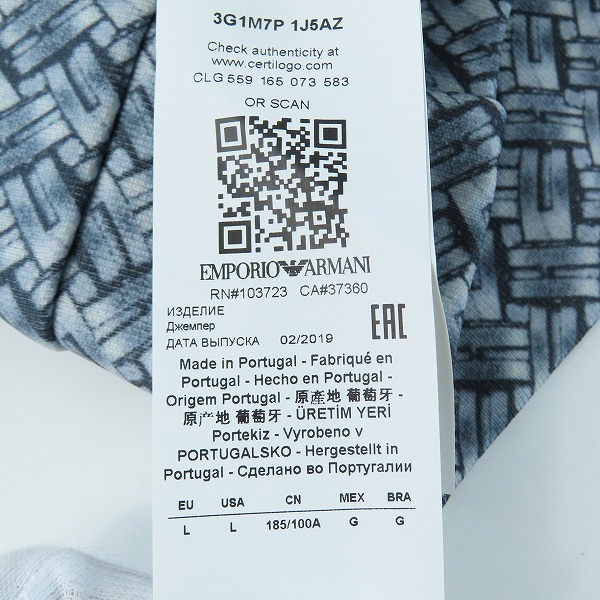 3G1M7P 1J5AZ
Check authenticity at
www.certilogo.com
CLG 559 165 073 583
OR SCAN
EMPORIO ARMANI
RN#103723 CA#37360
ИЗДЕЛИЕ
Джемпер
ДАТА ВЫПУСКА 02/2019
EAC
Made in Portugal - Fabriqué en
Portugal - Hecho en Portugal -
Origem Portugal - 原產地 葡萄牙 -
原产地 葡萄牙 - ÜRETİM YERİ
Portekiz - Vyrobeno v
PORTUGALSKO - Hergestellt in
Portugal - Сделано во Португалии
EU USA CN MEX BRA
L L 185/100A G G